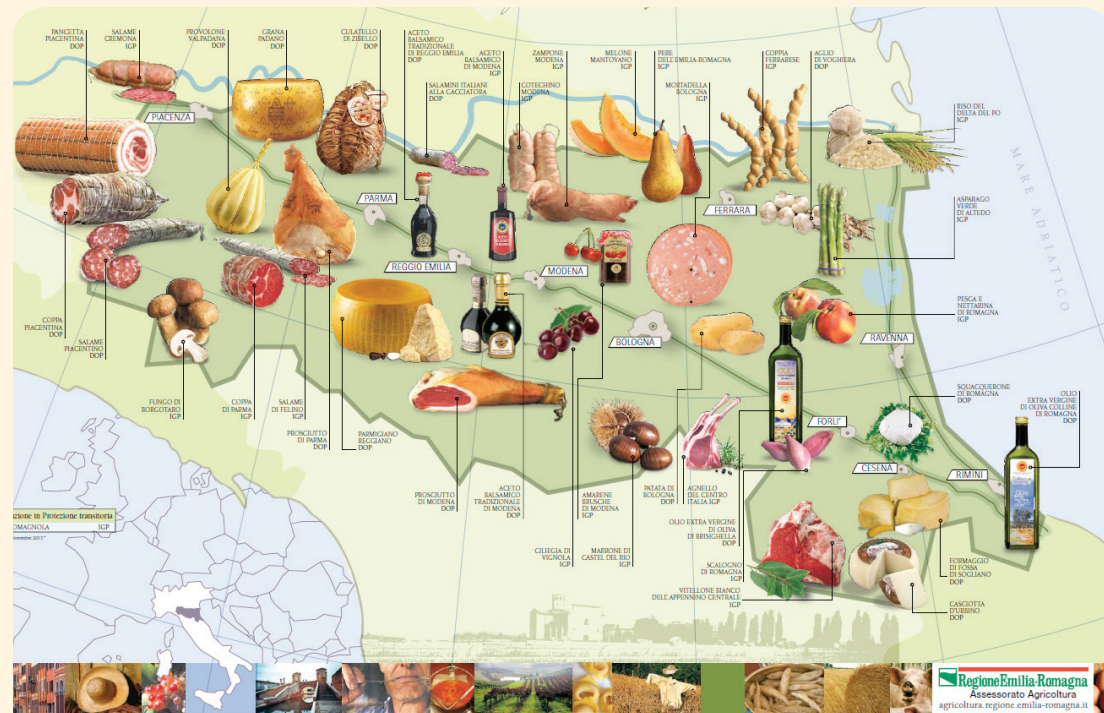 PANCETTA
PIACENTINA
DOP
SALAME
CREMONA
IGP
PROVOLONE
VALPADANA
DOP
GRANA
PADANO
DOP
CULATELLO
DI ZIBELLO
DOP
ACETO
BALSAMICO
TRADIZIONALE
DI REGGIO EMILIA
DOP
ACETO
BALSAMICO
DI MODENA
IGP
ZAMPONE
MODENA
IGP
MELONE
MANTOVANO
IGP
PERE
DELL'EMILIA-ROMAGNA
IGP
COPPIA
FERRARESE
IGP
AGLIO
DI VOGHIERA
DOP
SALAMINI ITALIANI
ALLA CACCIATORA
DOP
COTECHINO
MODENA
IGP
MORTADELLA
BOLOGNA
IGP
RISO DEL
DELTA DEL PO
IGP
PIACENZA
PARMA
FERRARA
MARE ADRIATICO
ASPARAGO
VERDE
DI ALTEDO
IGP
REGGIO EMILIA
MODENA
PESCA E
NETTARINA
DI ROMAGNA
IGP
BOLOGNA
RAVENNA
COPPA
PIACENTINA
DOP
SALAME
PIACENTINO
DOP
FUNGO DI
BORGOTARO
IGP
COPPA
DI PARMA
IGP
SALAME
DI FELINO
IGP
PROSCIUTTO
DI PARMA
DOP
PARMIGIANO
REGGIANO
DOP
SQUACQUERONE
DI ROMAGNA
DOP
OLIO
EXTRA VERGINE
DI OLIVA COLLINE
DI ROMAGNA
DOP
FORLI'
CESENA
RIMINI
PROSCIUTTO
DI MODENA
DOP
ACETO
BALSAMICO
TRADIZIONALE
DI MODENA
DOP
AMARENE
BRUSCHE
DI MODENA
IGP
PATATA DI
BOLOGNA
DOP
AGNELLO
DEL CENTRO
ITALIA IGP
CILIEGIA DI
VIGNOLA
IGP
MARRONE DI
CASTEL DEL RIO
IGP
OLIO EXTRA VERGINE
DI OLIVA
DI BRISIGHELLA
DOP
SCALOGNO
DI ROMAGNA
IGP
VITELLONE BIANCO
DELL'APPENNINO CENTRALE
IGP
FORMAGGIO
DI FOSSA
DI SOGLIANO
DOP
CASCIOTTA
D'URBINO
DOP
zione in Protezione transitoria
OMAGNOLA IGP
novembre 2013"
RegioneEmilia-Romagna
Assessorato Agricoltura
agricoltura.regione.emilia-romagna.it